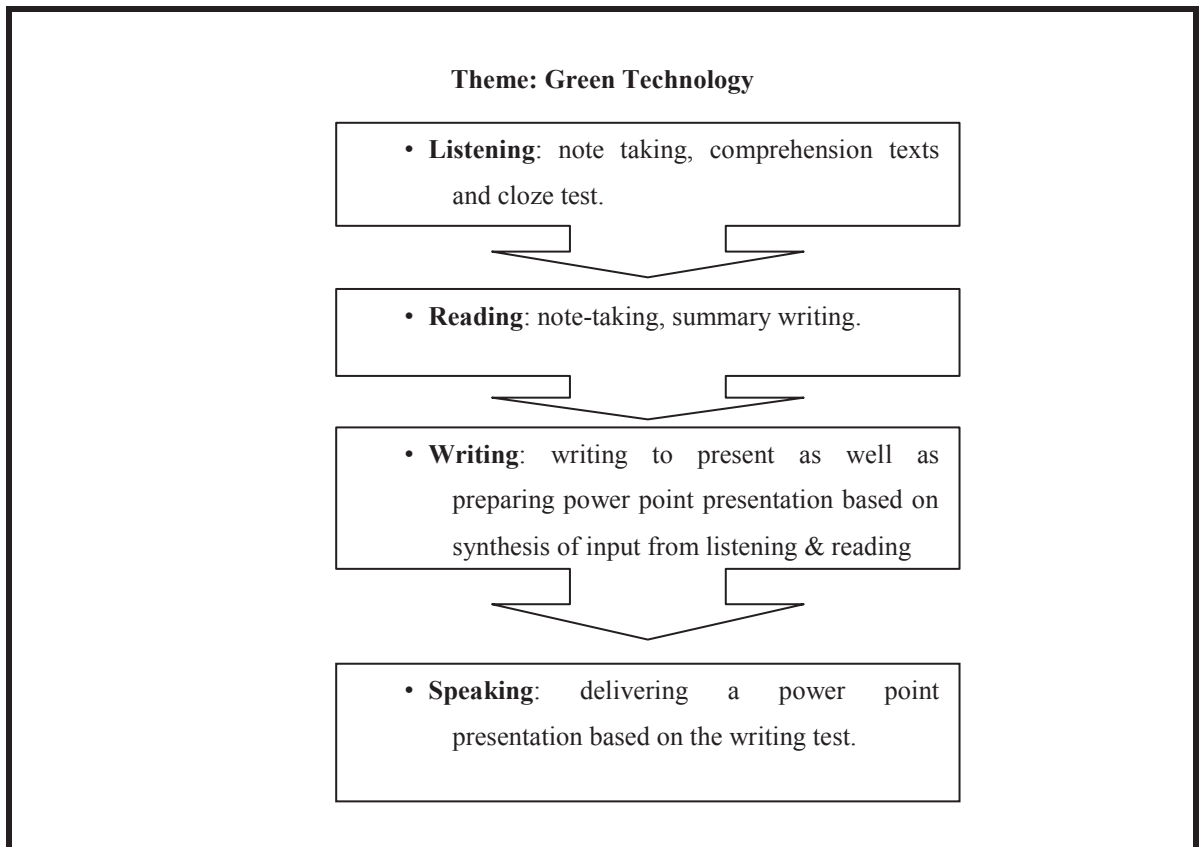 Theme: Green Technology
• Listening: note taking, comprehension texts
and cloze test.
• Reading: note-taking, summary writing.
• Writing: writing to present as well as
preparing power point presentation based on
synthesis of input from listening & reading
• Speaking: delivering a power point
presentation based on the writing test.